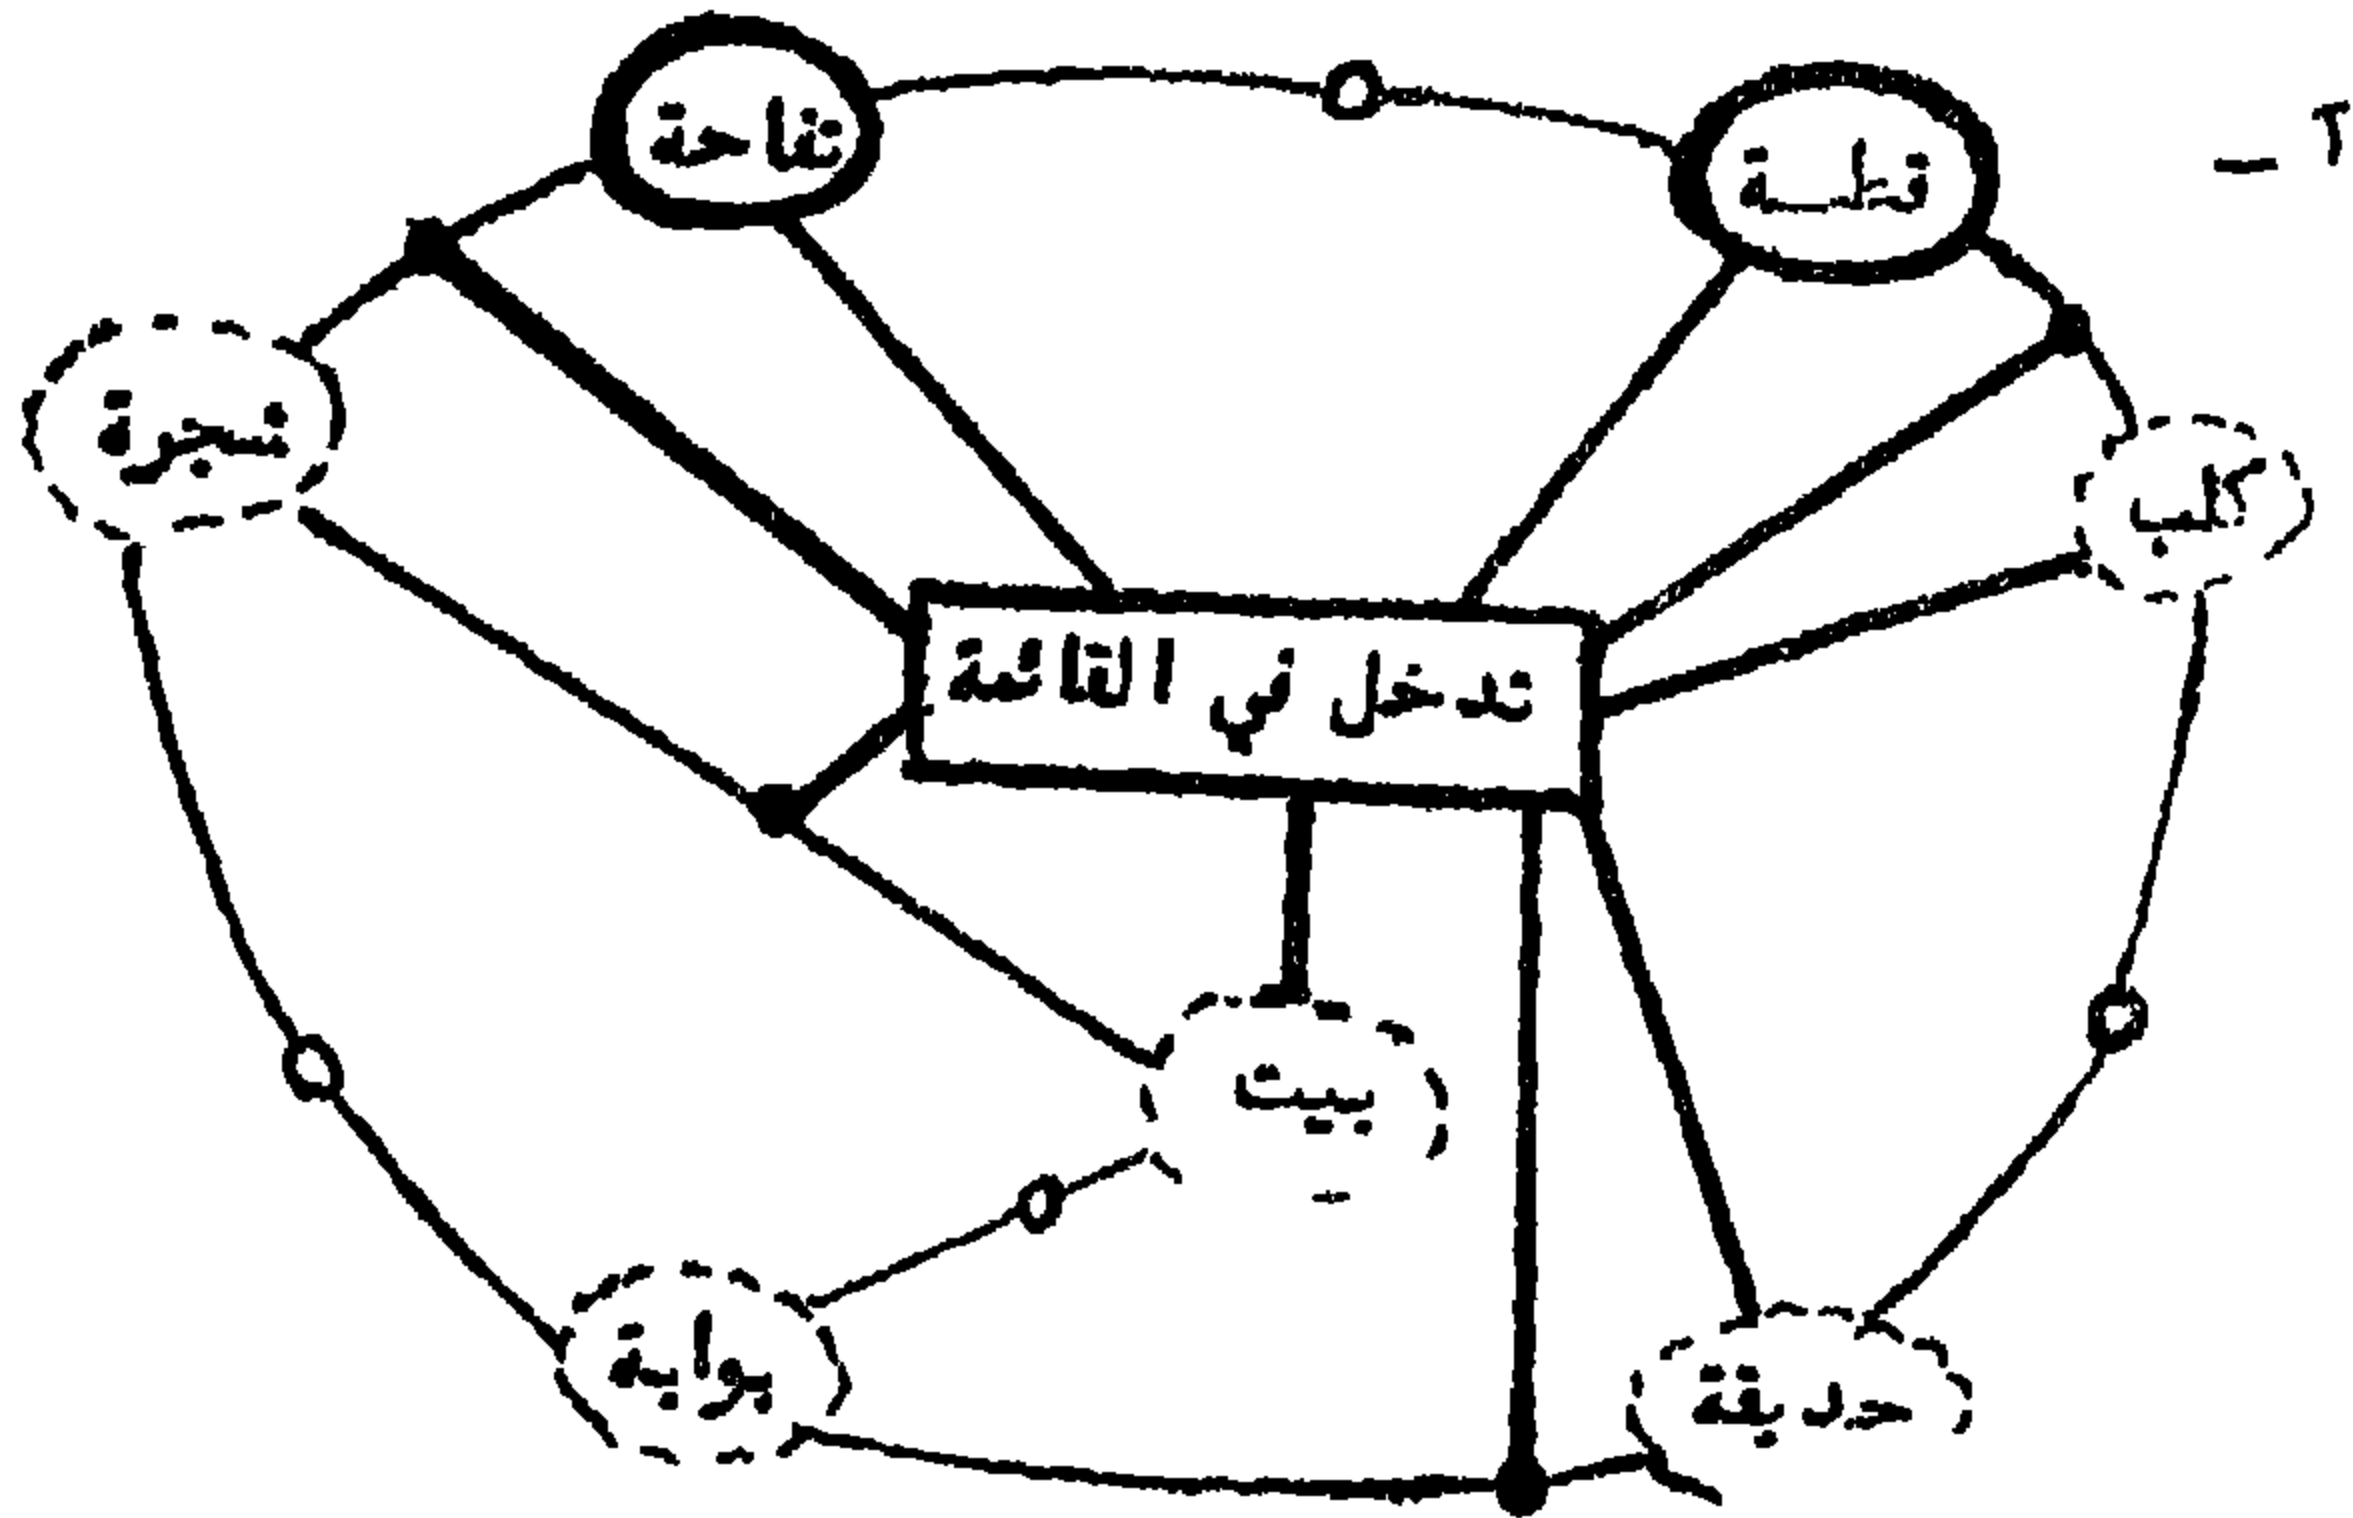 ٢ –
قطة
تفاحة
كلب
شجرة
تدخل في القائمة
بيت
بوابة
حديقة